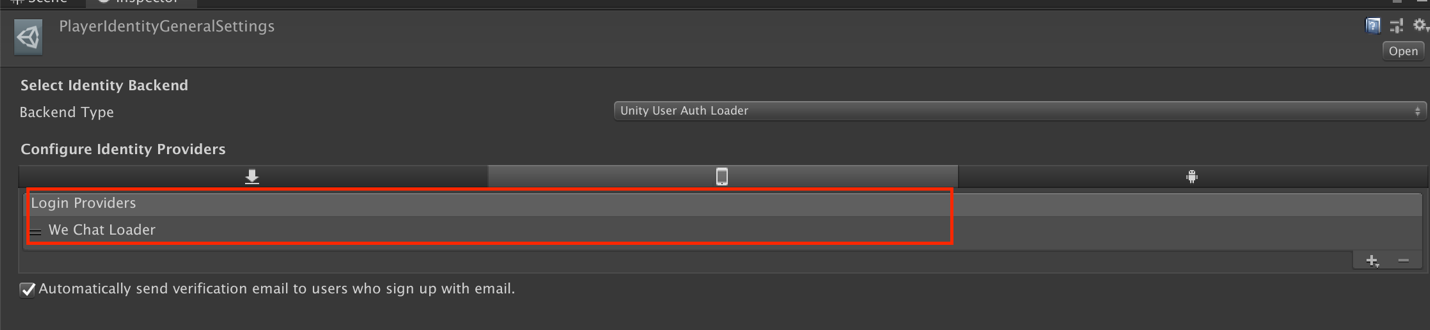 Scene Inspector
PlayerIdentityGeneralSettings
Open
Select Identity Backend
Backend Type Unity User Auth Loader
Configure Identity Providers
Login Providers
We Chat Loader
Automatically send verification email to users who sign up with email.